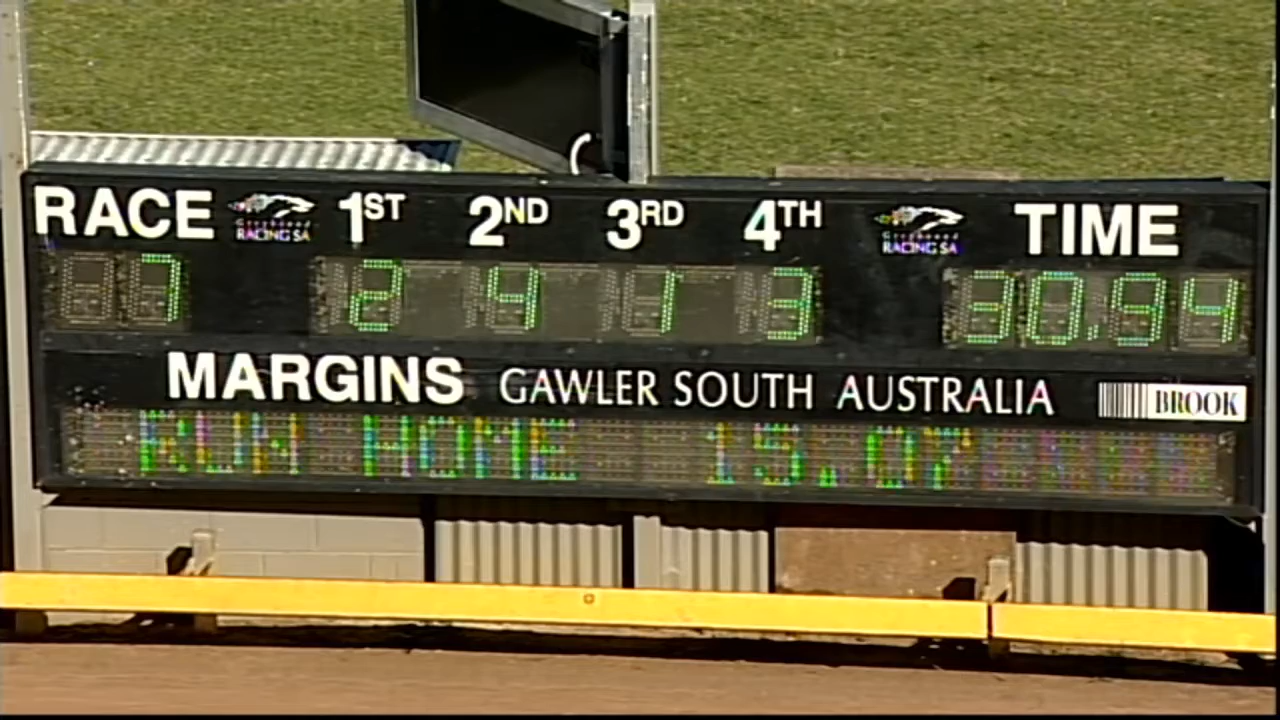 RACE Greyhound RACING SA 1ST 2ND 3RD 4TH Greyhound RACING SA TIME
7 2 4 1 3 30.94
MARGINS GAWLER SOUTH AUSTRALIA BROOK
RUN HOME 15.07